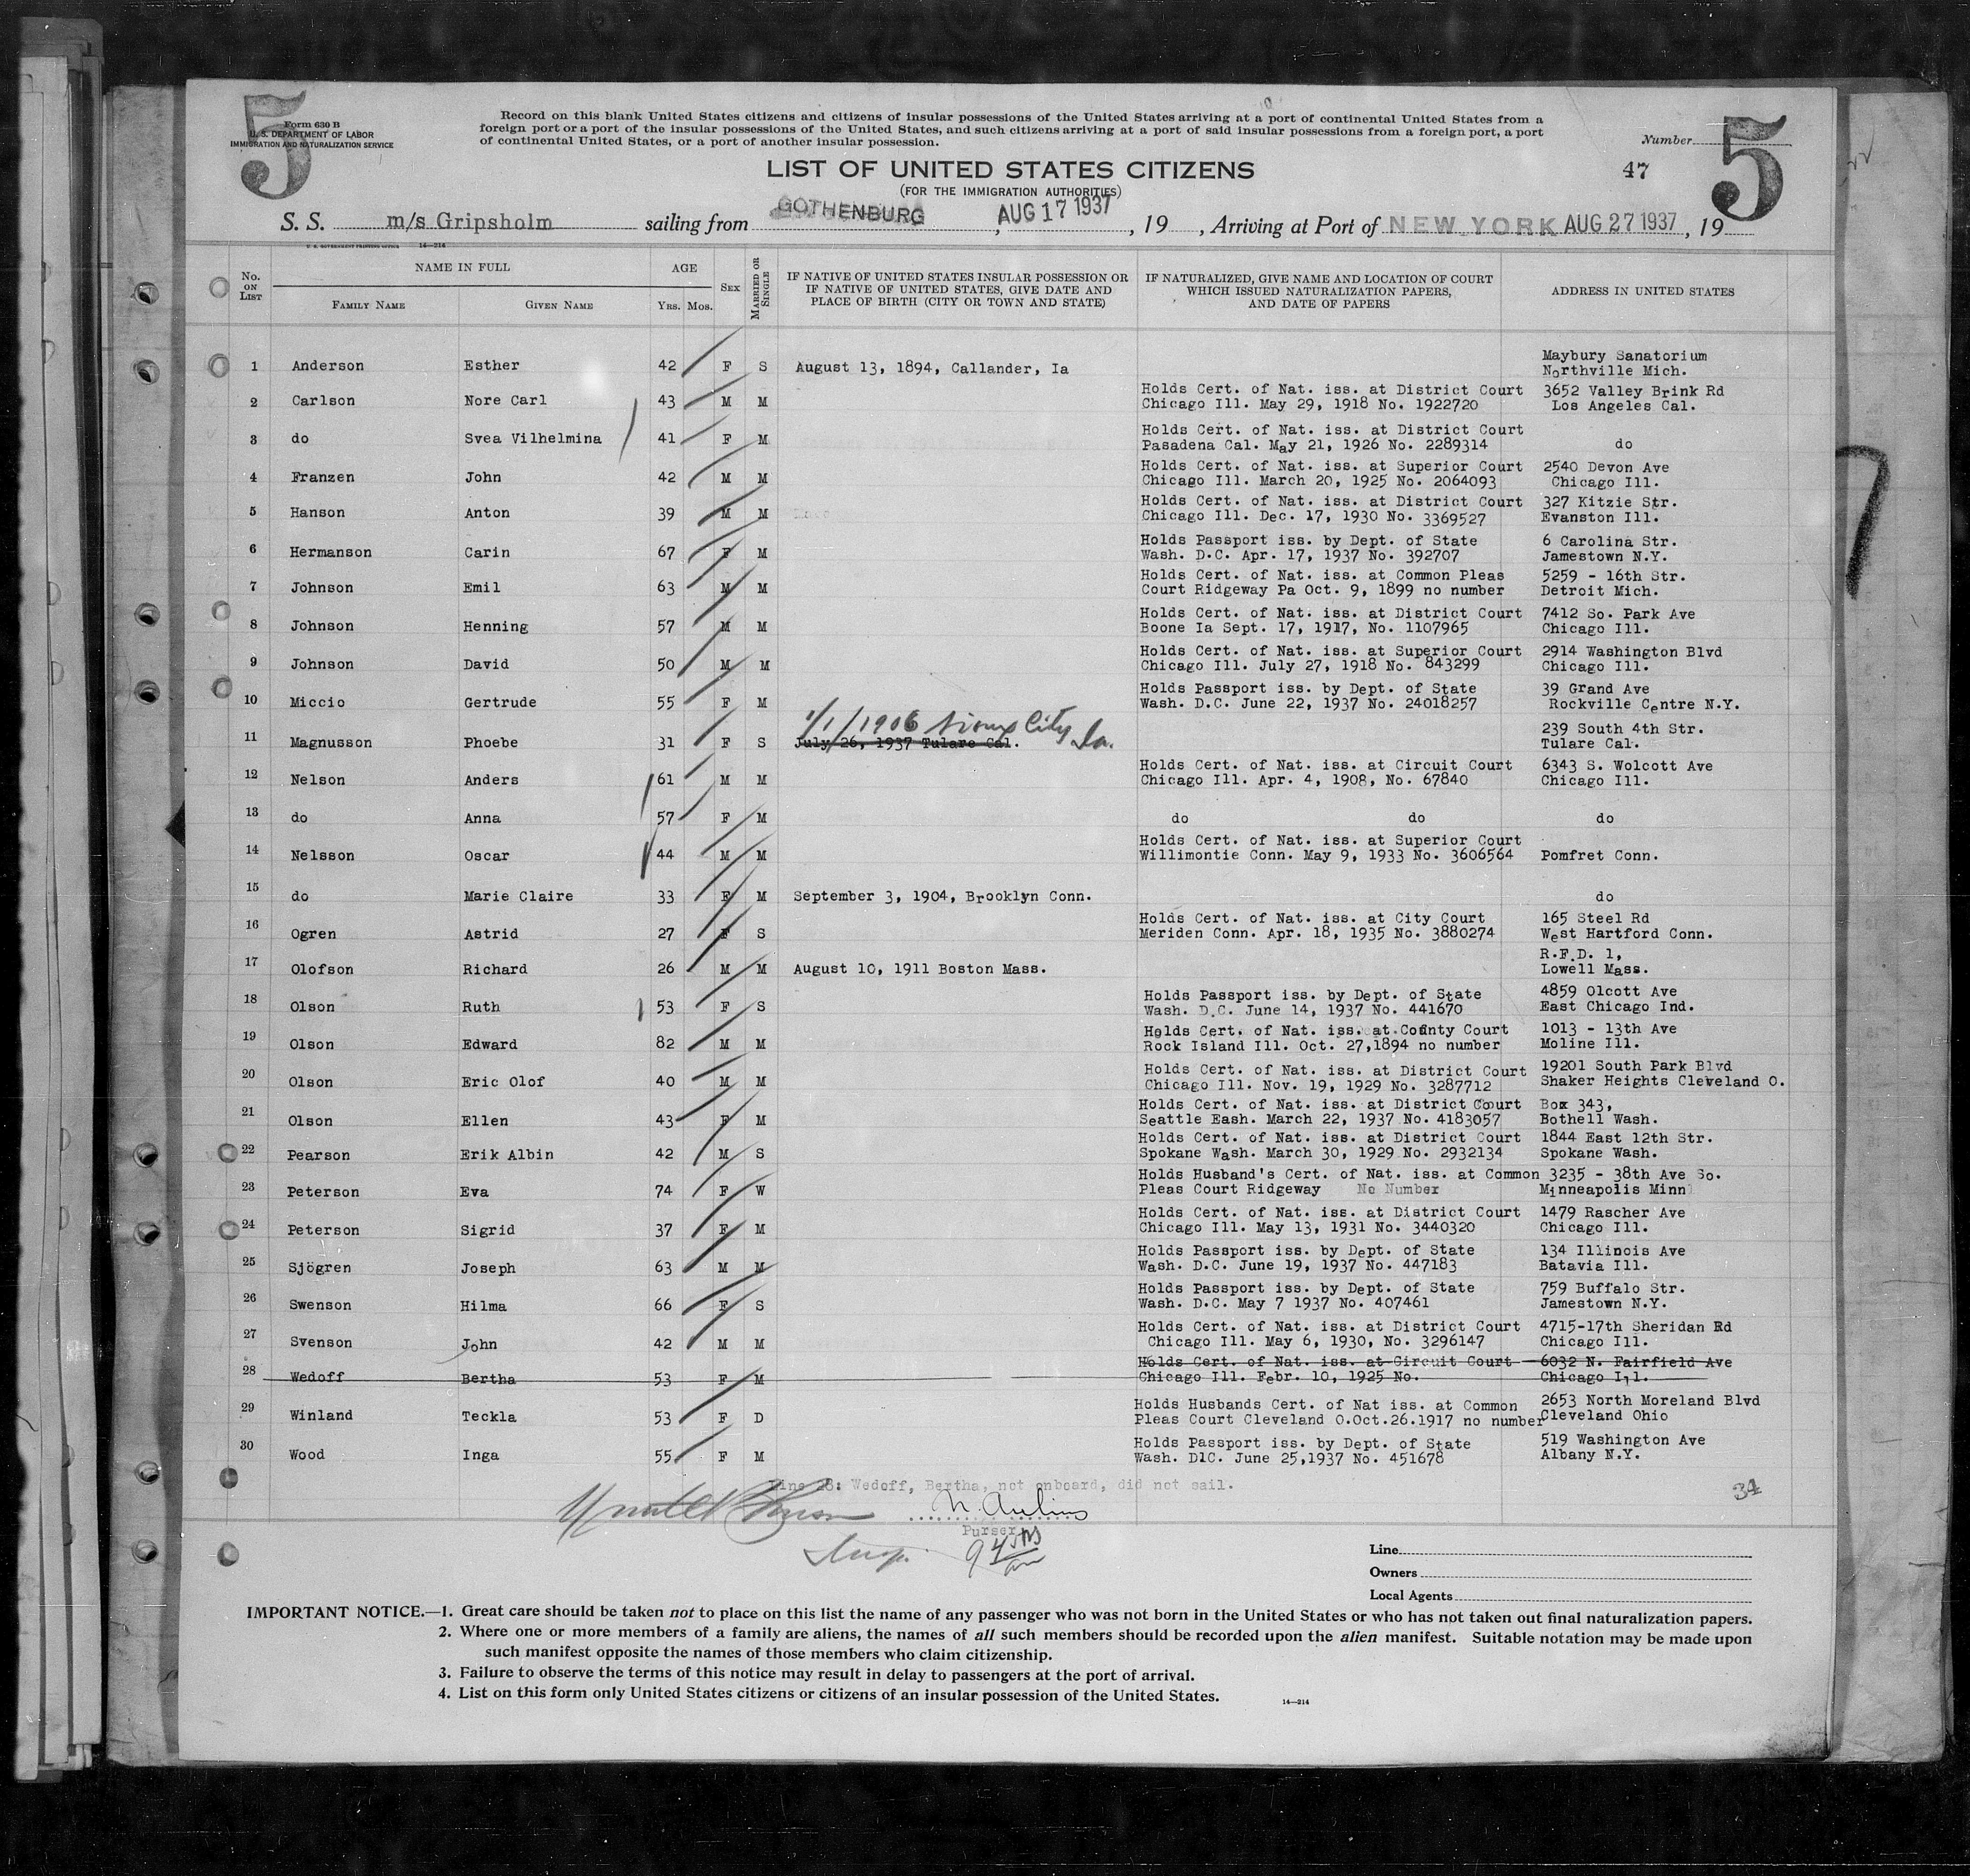 5
Form 630 B
U. S. DEPARTMENT OF LABOR
IMMIGRATION AND NATURALIZATION SERVICE
Record on this blank United States citizens and citizens of insular possessions of the United States arriving at a port of continental United States from a
foreign port or a port of the insular possessions of the United States, and such citizens arriving at a port of said insular possessions from a foreign port, a port
of continental United States, or a port of another insular possession.
Number
47
5
LIST OF UNITED STATES CITIZENS
(FOR THE IMMIGRATION AUTHORITIES)
S. S. m/s Gripsholm sailing from GOTHENBURG, AUG 17 1937, 19 , Arriving at Port of NEW YORK AUG 27 1937, 19
U. S. GOVERNMENT PRINTING OFFICE 14—214
No. ON LIST
NAME IN FULL
FAMILY NAME GIVEN NAME
AGE
YRS. MOS.
SEX
MARRIED OR SINGLE
IF NATIVE OF UNITED STATES INSULAR POSSESSION OR
IF NATIVE OF UNITED STATES, GIVE DATE AND
PLACE OF BIRTH (CITY OR TOWN AND STATE)
IF NATURALIZED, GIVE NAME AND LOCATION OF COURT
WHICH ISSUED NATURALIZATION PAPERS,
AND DATE OF PAPERS
ADDRESS IN UNITED STATES
Maybury Sanatorium
1 Anderson Esther 42 F S August 13, 1894, Callander, Ia Northville Mich.
Holds Cert. of Nat. iss. at District Court 3652 Valley Brink Rd
2 Carlson Nore Carl 43 M M Chicago Ill. May 29, 1918 No. 1922720 Los Angeles Cal.
Holds Cert. of Nat. iss. at District Court
3 do Svea Vilhelmina 41 F M Pasadena Cal. May 21, 1926 No. 2289314 do
Holds Cert. of Nat. iss. at Superior Court 2540 Devon Ave
4 Franzen John 42 M M Chicago Ill. March 20, 1925 No. 2064093 Chicago Ill.
Holds Cert. of Nat. iss. at District Court 327 Kitzie Str.
5 Hanson Anton 39 M M Chicago Ill. Dec. 17, 1930 No. 3369527 Evanston Ill.
Holds Passport iss. by Dept. of State 6 Carolina Str.
6 Hermanson Carin 67 F M Wash. D.C. Apr. 17, 1937 No. 392707 Jamestown N.Y.
Holds Cert. of Nat. iss. at Common Pleas 5259 - 16th Str.
7 Johnson Emil 63 M M Court Ridgeway Pa Oct. 9, 1899 no number Detroit Mich.
Holds Cert. of Nat. iss. at District Court 7412 So. Park Ave
8 Johnson Henning 57 M M Boone Ia Sept. 17, 1917, No. 1107965 Chicago Ill.
Holds Cert. of Nat. iss. at Superior Court 2914 Washington Blvd
9 Johnson David 50 M M Chicago Ill. July 27, 1918 No. 843299 Chicago Ill.
Holds Passport iss. by Dept. of State 39 Grand Ave
10 Miccio Gertrude 55 F M Wash. D.C. June 22, 1937 No. 24018257 Rockville Centre N.Y.
1/1/1906 Sioux City Ia. 239 South 4th Str.
11 Magnusson Phoebe 31 F S July 26, 1937 Tulare Cal. Tulare Cal.
Holds Cert. of Nat. iss. at Circuit Court 6343 S. Wolcott Ave
12 Nelson Anders 61 M M Chicago Ill. Apr. 4, 1908, No. 67840 Chicago Ill.
13 do Anna 57 F M do do do
Holds Cert. of Nat. iss. at Superior Court
14 Nelsson Oscar 44 M M Willimontie Conn. May 9, 1933 No. 3606564 Pomfret Conn.
15 do Marie Claire 33 F M September 3, 1904, Brooklyn Conn. do
Holds Cert. of Nat. iss. at City Court 165 Steel Rd
16 Ogren Astrid 27 F S Meriden Conn. Apr. 18, 1935 No. 3880274 West Hartford Conn.
R.F.D. 1,
17 Olofson Richard 26 M M August 10, 1911 Boston Mass. Lowell Mass.
Holds Passport iss. by Dept. of State 4859 Olcott Ave
18 Olson Ruth 53 F S Wash. D.C. June 14, 1937 No. 441670 East Chicago Ind.
Holds Cert. of Nat. iss. at County Court 1013 - 13th Ave
19 Olson Edward 82 M M Rock Island Ill. Oct. 27,1894 no number Moline Ill.
Holds Cert. of Nat. iss. at District Court 19201 South Park Blvd
20 Olson Eric Olof 40 M M Chicago Ill. Nov. 19, 1929 No. 3287712 Shaker Heights Cleveland O.
Holds Cert. of Nat. iss. at District Court Box 343,
21 Olson Ellen 43 F M Seattle Eash. March 22, 1937 No. 4183057 Bothell Wash.
Holds Cert. of Nat. iss. at District Court 1844 East 12th Str.
22 Pearson Erik Albin 42 M S Spokane Wash. March 30, 1929 No. 2932134 Spokane Wash.
Holds Husband's Cert. of Nat. iss. at Common 3235 - 38th Ave So.
23 Peterson Eva 74 F W Pleas Court Ridgeway No Number Minneapolis Minn
Holds Cert. of Nat. iss. at District Court 1479 Rascher Ave
24 Peterson Sigrid 37 F M Chicago Ill. May 13, 1931 No. 3440320 Chicago Ill.
Holds Passport iss. by Dept. of State 134 Illinois Ave
25 Sjögren Joseph 63 M M Wash. D.C. June 19, 1937 No. 447183 Batavia Ill.
Holds Passport iss. by Dept. of State 759 Buffalo Str.
26 Swenson Hilma 66 F S Wash. D.C. May 7 1937 No. 407461 Jamestown N.Y.
Holds Cert. of Nat. iss. at District Court 4715-17th Sheridan Rd
27 Svenson John 42 M M Chicago Ill. May 6, 1930, No. 3296147 Chicago Ill.
Holds Cert. of Nat. iss. at Circuit Court 6032 N. Fairfield Ave
28 Wedoff Bertha 53 F M Chicago Ill. Febr. 10, 1925 No. Chicago Ill.
Holds Husbands Cert. of Nat iss. at Common 2653 North Moreland Blvd
29 Winland Teckla 53 F D Pleas Court Cleveland O.Oct.26.1917 no number Cleveland Ohio
Holds Passport iss. by Dept. of State 519 Washington Ave
30 Wood Inga 55 F M Wash. DlC. June 25,1937 No. 451678 Albany N.Y.
Line 28: Wedoff, Bertha, not onboard, did not sail.
34
Purser
Insp.
Line
Owners
Local Agents
IMPORTANT NOTICE.—1. Great care should be taken not to place on this list the name of any passenger who was not born in the United States or who has not taken out final naturalization papers.
2. Where one or more members of a family are aliens, the names of all such members should be recorded upon the alien manifest. Suitable notation may be made upon
such manifest opposite the names of those members who claim citizenship.
3. Failure to observe the terms of this notice may result in delay to passengers at the port of arrival.
4. List on this form only United States citizens or citizens of an insular possession of the United States.
14—214